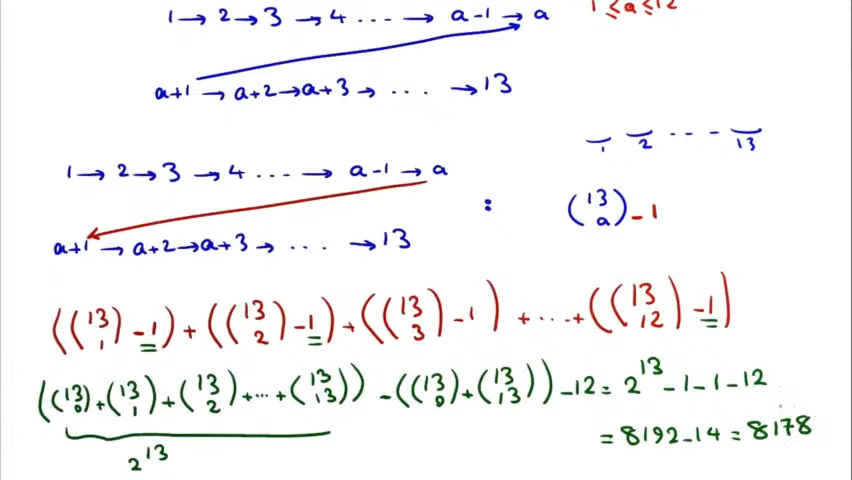 1 → 2 → 3 → 4 .... → a-1 → a 1 ≤ a ≤ 12
a+1 → a+2 → a+3 → .... → 13
1 2 --- 13
1 → 2 → 3 → 4 .... → a-1 → a
: (13 a) - 1
a+1 → a+2 → a+3 → .... → 13
((13 1) - 1) + ((13 2) - 1) + ((13 3) - 1) + ... + ((13 12) - 1)
((13 0) + (13 1) + (13 2) + ... + (13 13)) - ((13 0) + (13 13)) - 12 = 2^13 - 1 - 1 - 12
2^13
= 8192 - 14 = 8178